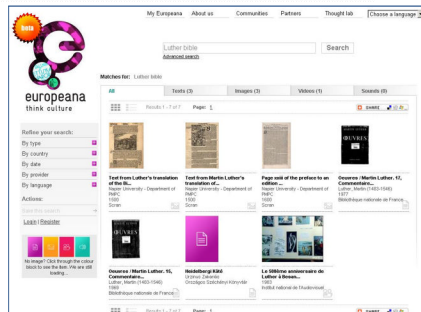 My Europeana About us Communities Partners Thought lab Choose a language
Beta
Luther bible Search
Advanced search
europeana
think culture
Matches for: Luther bible
All Texts (3) Images (3) Videos (1) Sounds (0)
Results 1 - 7 of 7 Page: 1 SHARE
Refine your search:
By type
By country
By date
By provider
By language
Actions:
Login | Register
No image? Click through the colour
block to see the item. We are still
loading...
Text from Luther's translation
of the Bi...
Napier University - Department of
PMPC
1500
Scran
Text from Martin Luther's
translation of...
Napier University - Department of
PMPC
1500
Scran
Page xxiii of the preface to an
edition ...
Napier University - Department of
PMPC
1500
Scran
Oeuvres / Martin Luther. 17,
Commentaire...
Luther, Martin (1483-1546)
1977
Bibliothèque nationale de France
OEUVRES
Oeuvres / Martin Luther. 15,
Commentaire...
Luther, Martin (1483-1546)
1969
Bibliothèque nationale de France
Heidelbergi Káté
Ursinus Zakariás
Országos Széchényi Könyvtár
Le 500ème anniversaire de
Luther à Bonn...
1983
Institut national de l'Audiovisuel
Results 1 - 7 of 7 Page: 1 SHARE